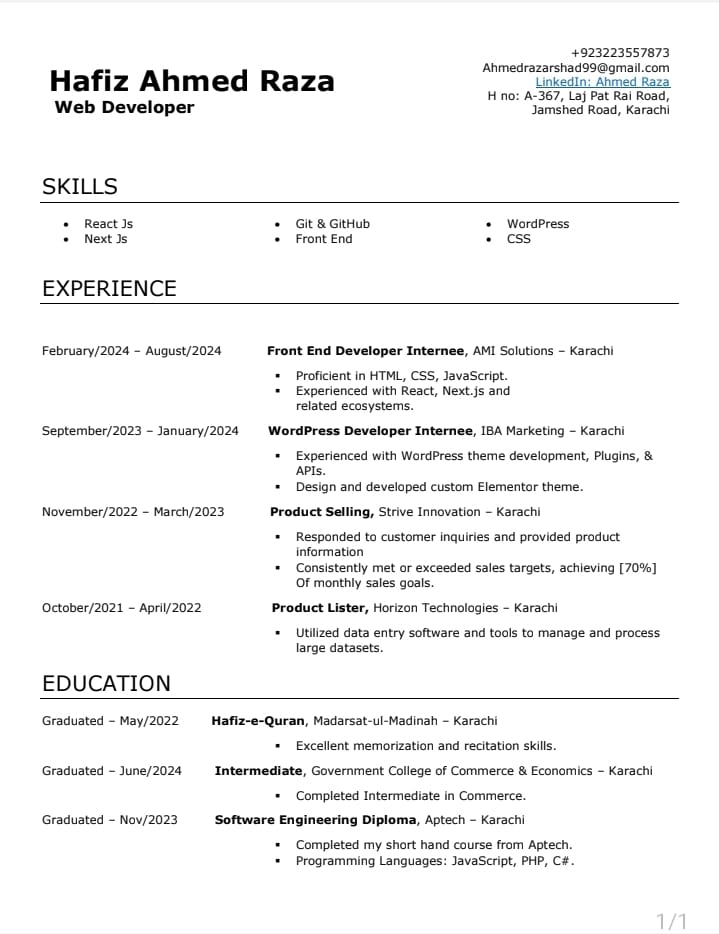 Hafiz Ahmed Raza
Web Developer
+923223557873
Ahmedrazarshad99@gmail.com
LinkedIn: Ahmed Raza
H no: A-367, Laj Pat Rai Road,
Jamshed Road, Karachi
SKILLS
• React Js
• Next Js
• Git & GitHub
• Front End
• WordPress
• CSS
EXPERIENCE
February/2024 – August/2024 Front End Developer Internee, AMI Solutions – Karachi
▪ Proficient in HTML, CSS, JavaScript.
▪ Experienced with React, Next.js and
related ecosystems.
September/2023 – January/2024 WordPress Developer Internee, IBA Marketing – Karachi
▪ Experienced with WordPress theme development, Plugins, &
APIs.
▪ Design and developed custom Elementor theme.
November/2022 – March/2023 Product Selling, Strive Innovation – Karachi
▪ Responded to customer inquiries and provided product
information
▪ Consistently met or exceeded sales targets, achieving [70%]
Of monthly sales goals.
October/2021 – April/2022 Product Lister, Horizon Technologies – Karachi
▪ Utilized data entry software and tools to manage and process
large datasets.
EDUCATION
Graduated – May/2022 Hafiz-e-Quran, Madarsat-ul-Madinah – Karachi
▪ Excellent memorization and recitation skills.
Graduated – June/2024 Intermediate, Government College of Commerce & Economics – Karachi
▪ Completed Intermediate in Commerce.
Graduated – Nov/2023 Software Engineering Diploma, Aptech – Karachi
▪ Completed my short hand course from Aptech.
▪ Programming Languages: JavaScript, PHP, C#.
1/1